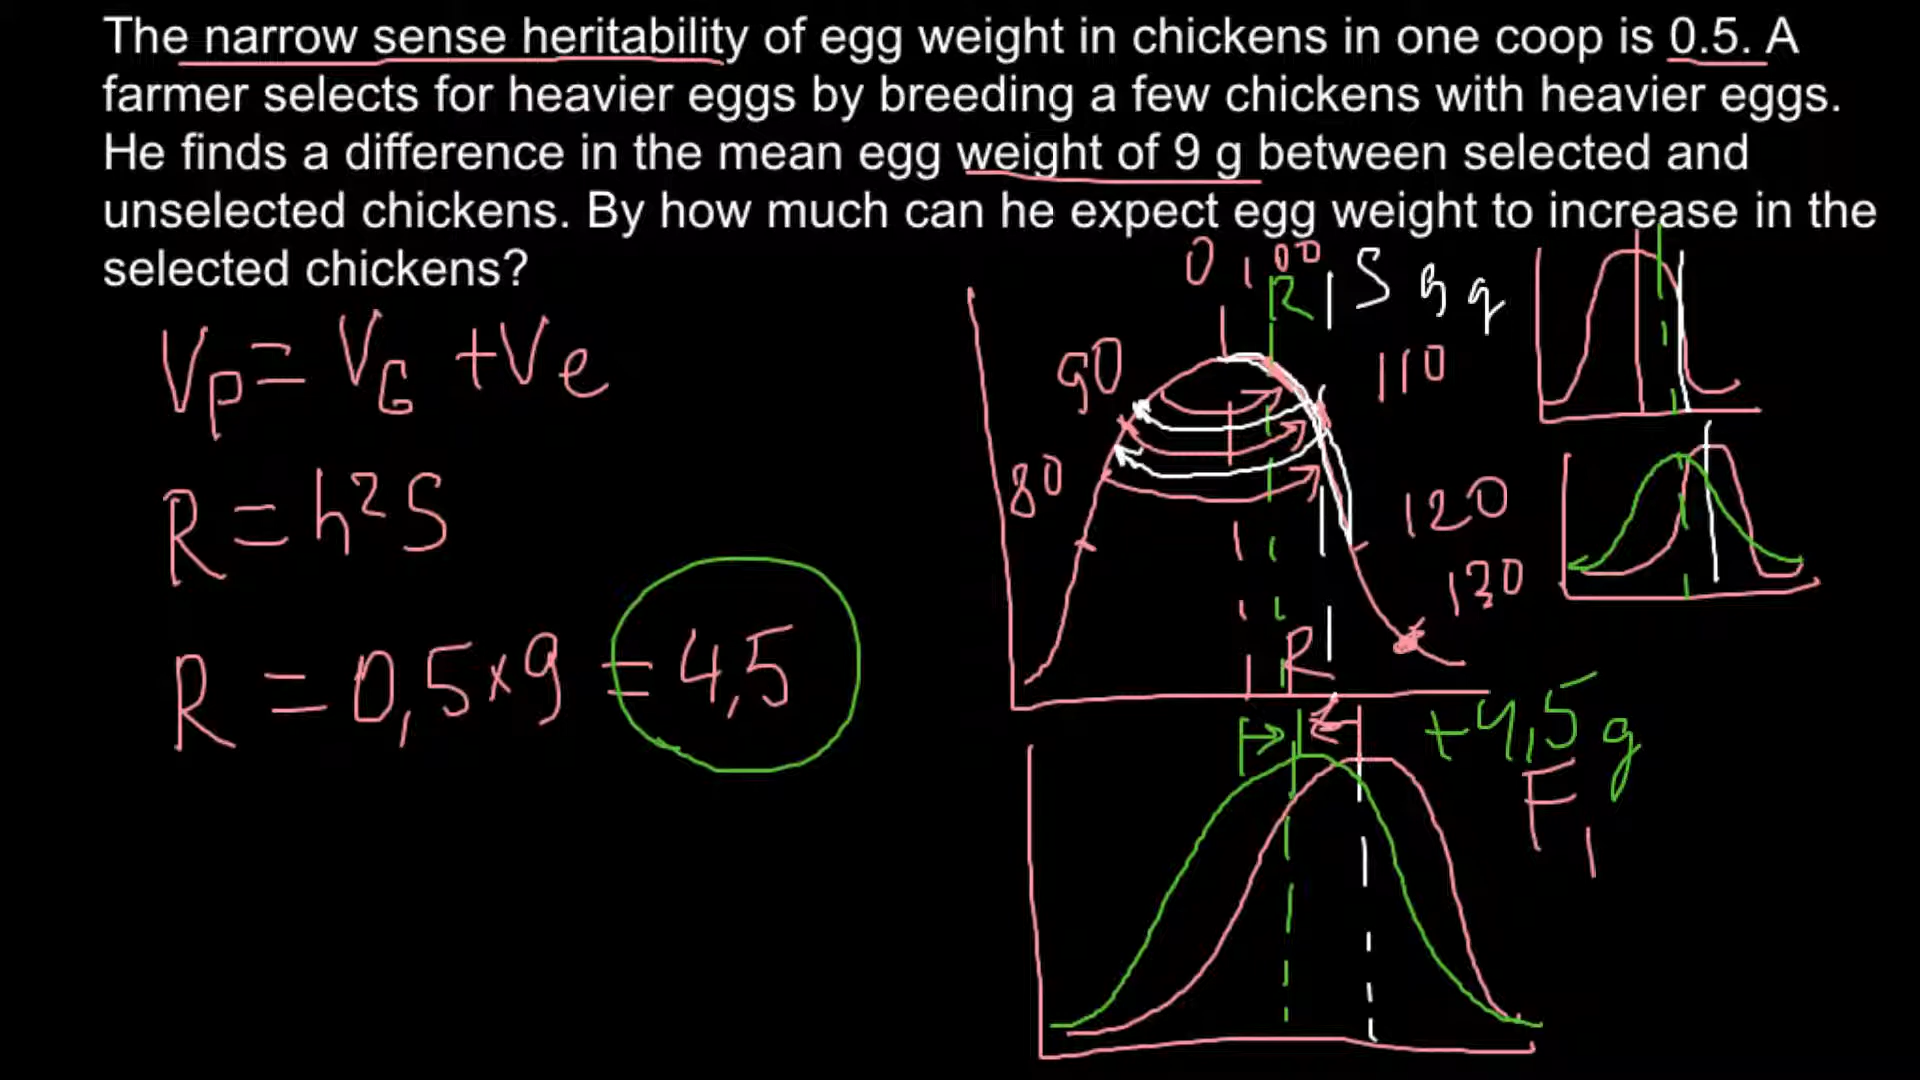 The narrow sense heritability of egg weight in chickens in one coop is 0.5. A
farmer selects for heavier eggs by breeding a few chickens with heavier eggs.
He finds a difference in the mean egg weight of 9 g between selected and
unselected chickens. By how much can he expect egg weight to increase in the
selected chickens?
Vp = VG + Ve
R = h²S
R = 0,5 x 9 = 4,5
0,100
R S 9 g
90
110
80
120
130
R
+4,5 g
F1